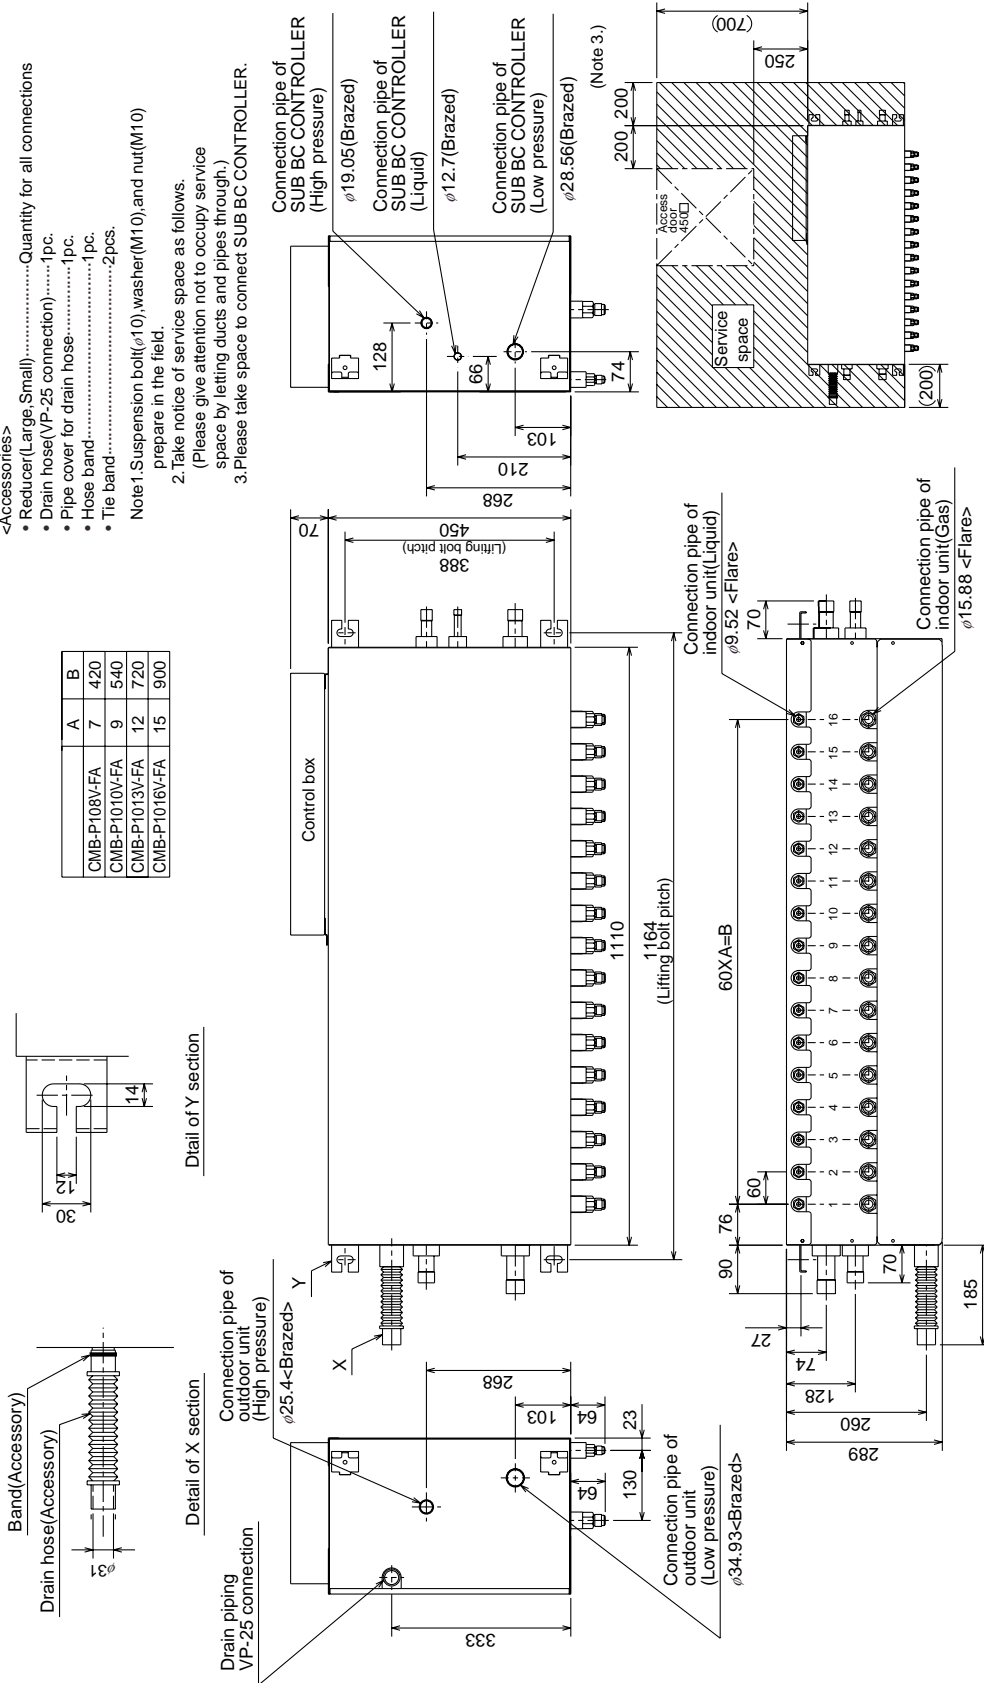 <Accessories>
• Reducer(Large,Small)························Quantity for all connections
• Drain hose(VP-25 connection)·····1pc.
• Pipe cover for drain hose·············1pc.
• Hose band·····························1pc.
• Tie band·······························2pcs.
Note1.Suspension bolt(ø10),washer(M10),and nut(M10)
prepare in the field.
2.Take notice of service space as follows.
(Please give attention not to occupy service
space by letting ducts and pipes through.)
3.Please take space to connect SUB BC CONTROLLER.
A B
CMB-P108V-FA 7 420
CMB-P1010V-FA 9 540
CMB-P1013V-FA 12 720
CMB-P1016V-FA 15 900
30
12
14
Dtail of Y section
Band(Accessory)
Drain hose(Accessory)
ø31
Detail of X section
Connection pipe of
SUB BC CONTROLLER
(High pressure)
ø19.05(Brazed)
Connection pipe of
SUB BC CONTROLLER
(Liquid)
ø12.7(Brazed)
Connection pipe of
SUB BC CONTROLLER
(Low pressure)
ø28.56(Brazed)
128
66
74
103
210
268
(Note 3.)
(700)
250
200
200
Access
door
450□
Service
space
(200)
Control box
70
450
388
(Lifting bolt pitch)
1110
1164
(Lifting bolt pitch)
X
Y
Drain piping
VP-25 connection
Connection pipe of
outdoor unit
(High pressure)
ø25.4<Brazed>
Connection pipe of
outdoor unit
(Low pressure)
ø34.93<Brazed>
333
268
103
64
64
23
130
Connection pipe of
indoor unit(Liquid)
ø9.52 <Flare>
Connection pipe of
indoor unit(Gas)
ø15.88 <Flare>
70
60XA=B
60
76
90
1 2 3 4 5 6 7 8 9 10 11 12 13 14 15 16
70
185
27
74
128
260
289